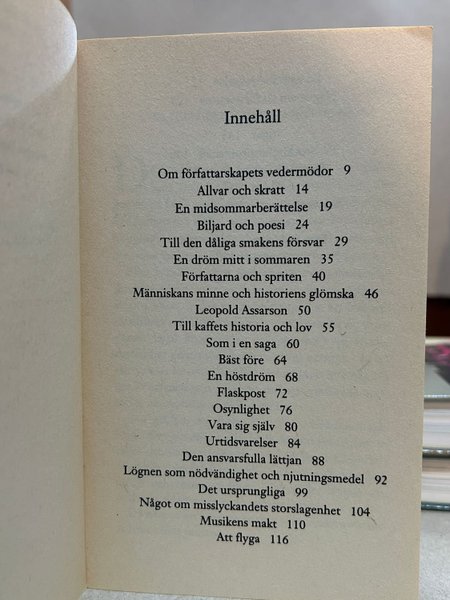 Innehåll
Om författarskapets vedermödor 9
Allvar och skratt 14
En midsommarberättelse 19
Biljard och poesi 24
Till den dåliga smakens försvar 29
En dröm mitt i sommaren 35
Författarna och spriten 40
Människans minne och historiens glömska 46
Leopold Assarson 50
Till kaffets historia och lov 55
Som i en saga 60
Bäst före 64
En höstdröm 68
Flaskpost 72
Osynlighet 76
Vara sig själv 80
Urtidsvarelser 84
Den ansvarsfulla lättjan 88
Lögnen som nödvändighet och njutningsmedel 92
Det ursprungliga 99
Något om misslyckandets storslagenhet 104
Musikens makt 110
Att flyga 116